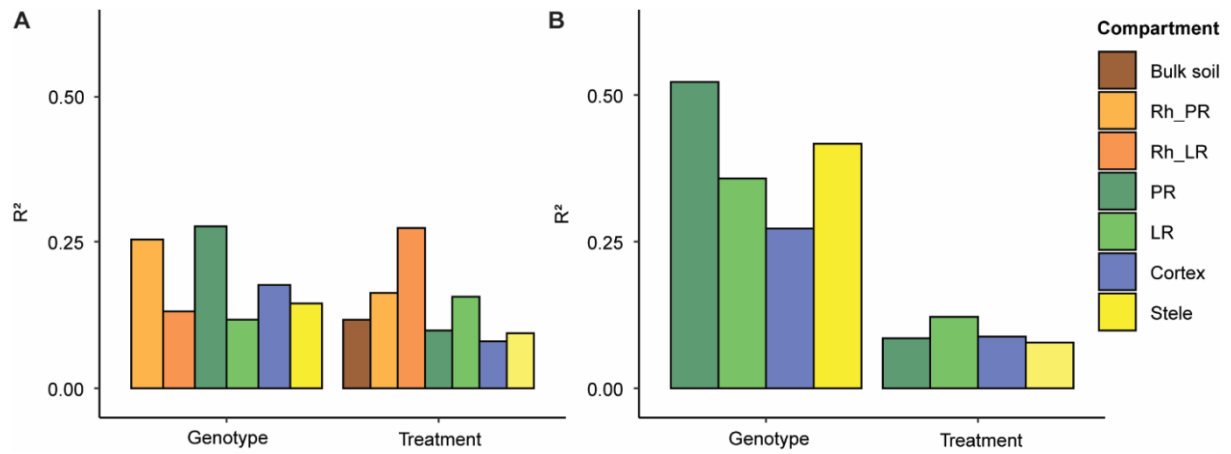 A
R²
0.50
0.25
0.00
Genotype
Treatment
B
R²
0.50
0.25
0.00
Genotype
Treatment
Compartment
Bulk soil
Rh_PR
Rh_LR
PR
LR
Cortex
Stele